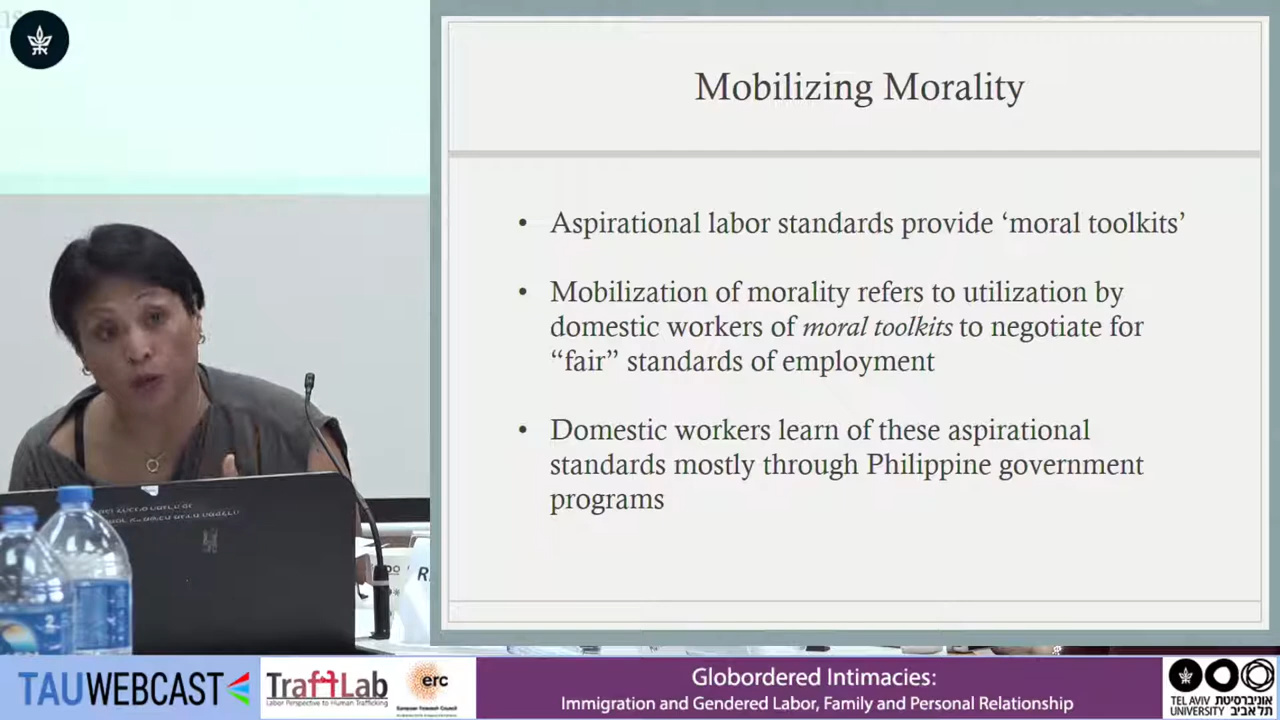 Mobilizing Morality
• Aspirational labor standards provide ‘moral toolkits’
• Mobilization of morality refers to utilization by
domestic workers of moral toolkits to negotiate for
“fair” standards of employment
• Domestic workers learn of these aspirational
standards mostly through Philippine government
programs
TAUWEBCAST
TraffLab
Labor Perspective to Human Trafficking
erc
European Research Council
Globordered Intimacies:
Immigration and Gendered Labor, Family and Personal Relationship
TEL AVIV אוניברסיטת
UNIVERSITY תל אביב